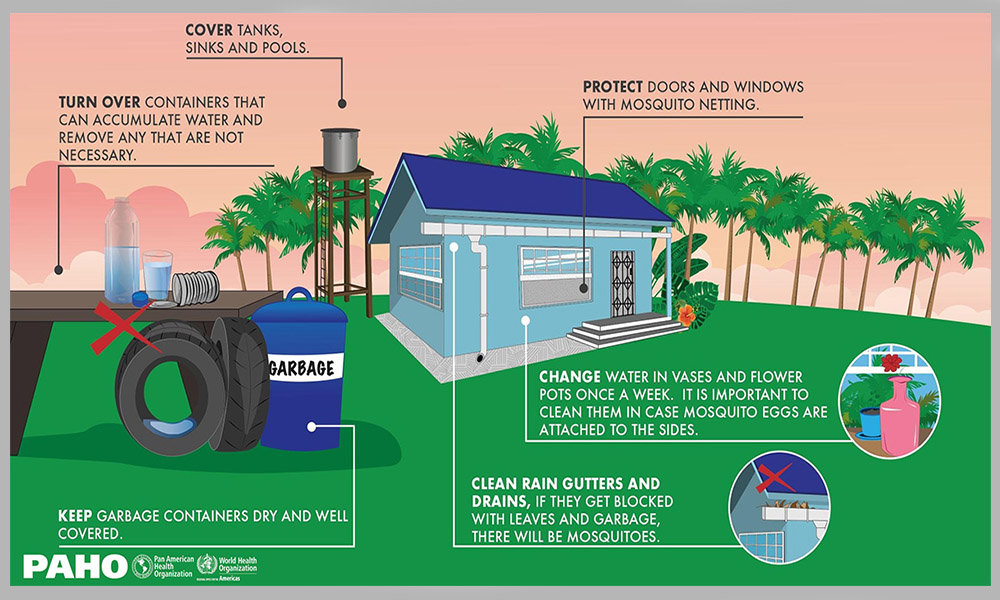 COVER TANKS,
SINKS AND POOLS.
TURN OVER CONTAINERS THAT
CAN ACCUMULATE WATER AND
REMOVE ANY THAT ARE NOT
NECESSARY.
PROTECT DOORS AND WINDOWS
WITH MOSQUITO NETTING.
GARBAGE
CHANGE WATER IN VASES AND FLOWER
POTS ONCE A WEEK. IT IS IMPORTANT TO
CLEAN THEM IN CASE MOSQUITO EGGS ARE
ATTACHED TO THE SIDES.
CLEAN RAIN GUTTERS AND
DRAINS, IF THEY GET BLOCKED
WITH LEAVES AND GARBAGE,
THERE WILL BE MOSQUITOES.
KEEP GARBAGE CONTAINERS DRY AND WELL
COVERED.
PAHO
Pan American
Health
Organization
World Health
Organization
Americas